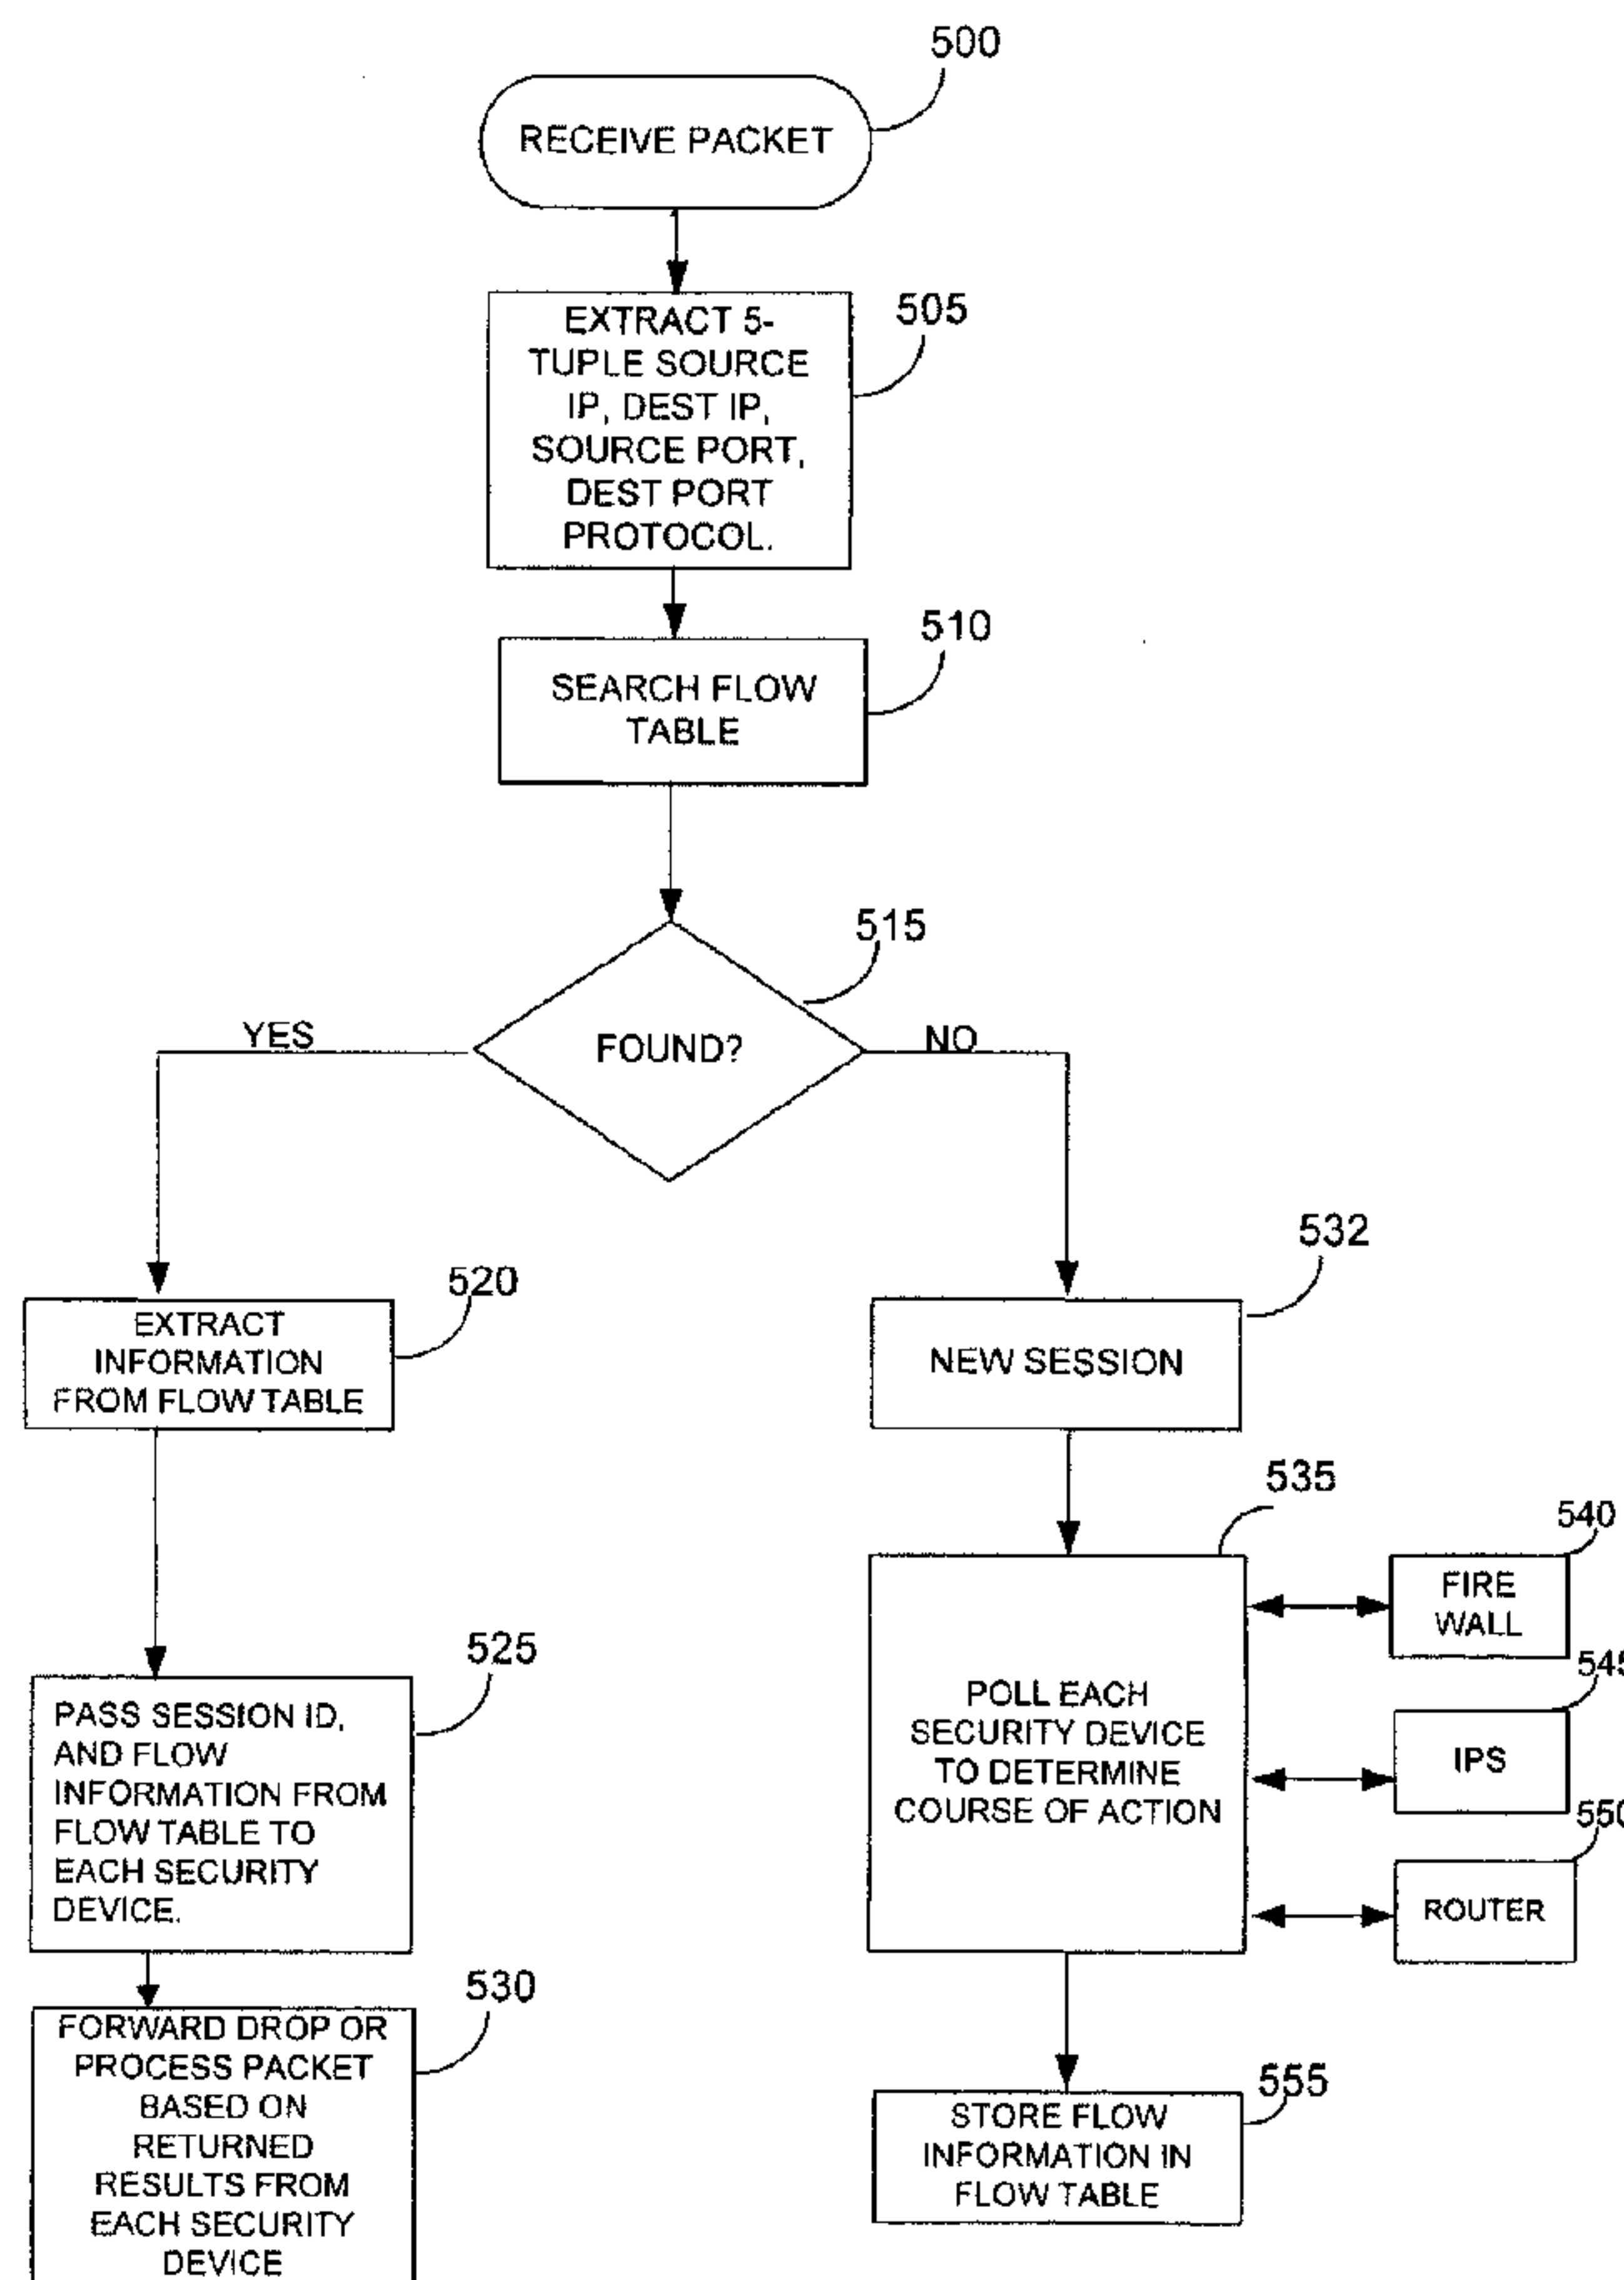 500
RECEIVE PACKET
505
EXTRACT 5-
TUPLE SOURCE
IP, DEST IP,
SOURCE PORT,
DEST PORT
PROTOCOL.
510
SEARCH FLOW
TABLE
515
FOUND?
YES
NO
520
EXTRACT
INFORMATION
FROM FLOW TABLE
525
PASS SESSION ID,
AND FLOW
INFORMATION FROM
FLOW TABLE TO
EACH SECURITY
DEVICE.
530
FORWARD DROP OR
PROCESS PACKET
BASED ON
RETURNED
RESULTS FROM
EACH SECURITY
DEVICE
532
NEW SESSION
535
POLL EACH
SECURITY DEVICE
TO DETERMINE
COURSE OF ACTION
540
FIRE
WALL
545
IPS
550
ROUTER
555
STORE FLOW
INFORMATION IN
FLOW TABLE